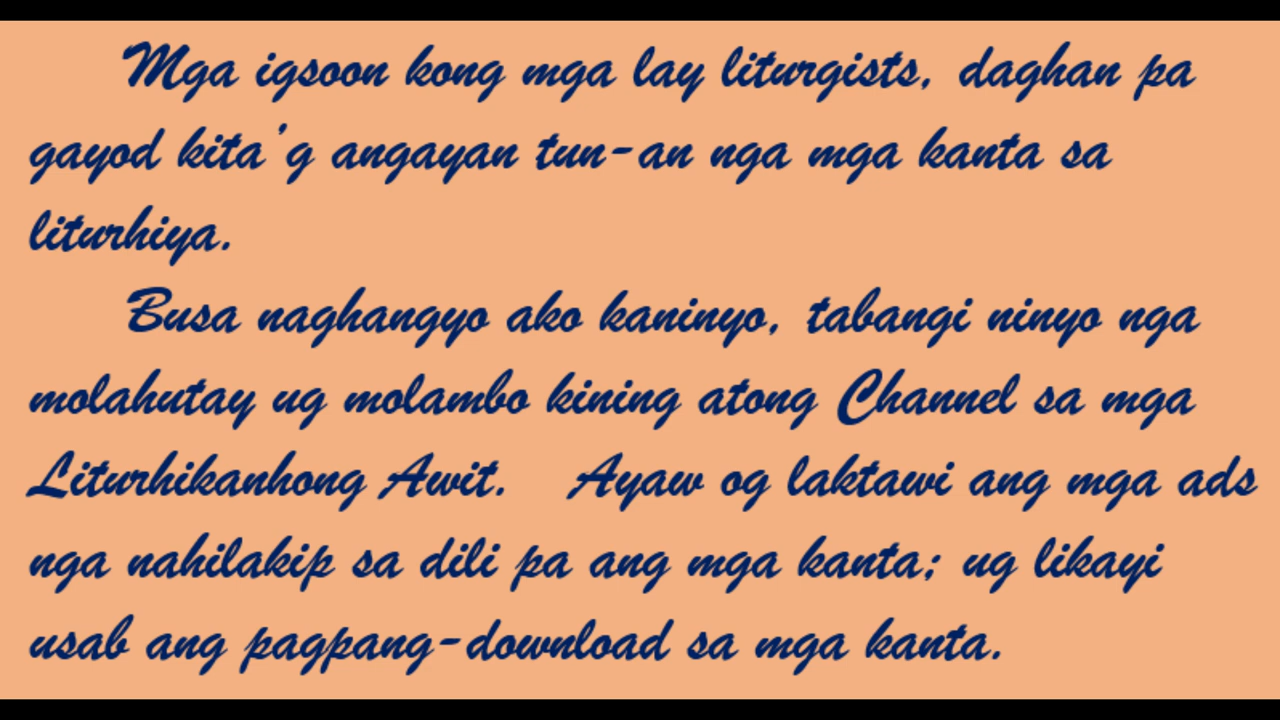 Mga igsoon kong mga lay liturgists, daghan pa
gayod kita'g angayan tun-an nga mga kanta sa
liturhiya.
Busa naghangyo ako kaninyo, tabangi ninyo nga
molahutay ug molambo kining atong Channel sa mga
Liturhikanhong Awit. Ayaw og laktawi ang mga ads
nga nahilakip sa dili pa ang mga kanta; ug likayi
usab ang pagpang-download sa mga kanta.